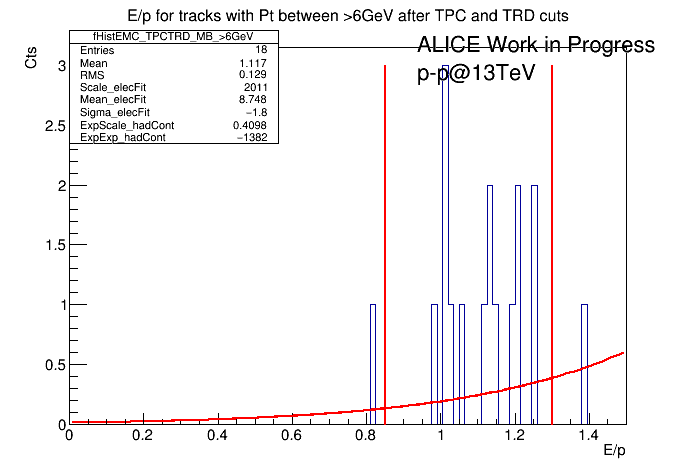 E/p for tracks with Pt between >6GeV after TPC and TRD cuts
fHistEMC_TPCTRD_MB_>6GeV
Entries 18
Mean 1.117
RMS 0.129
Scale_elecFit 2011
Mean_elecFit 8.748
Sigma_elecFit −1.8
ExpScale_hadCont 0.4098
ExpExp_hadCont −1382
ALICE Work in Progress
p-p@13TeV
Cts
3
2.5
2
1.5
1
0.5
0
0 0.2 0.4 0.6 0.8 1 1.2 1.4
E/p